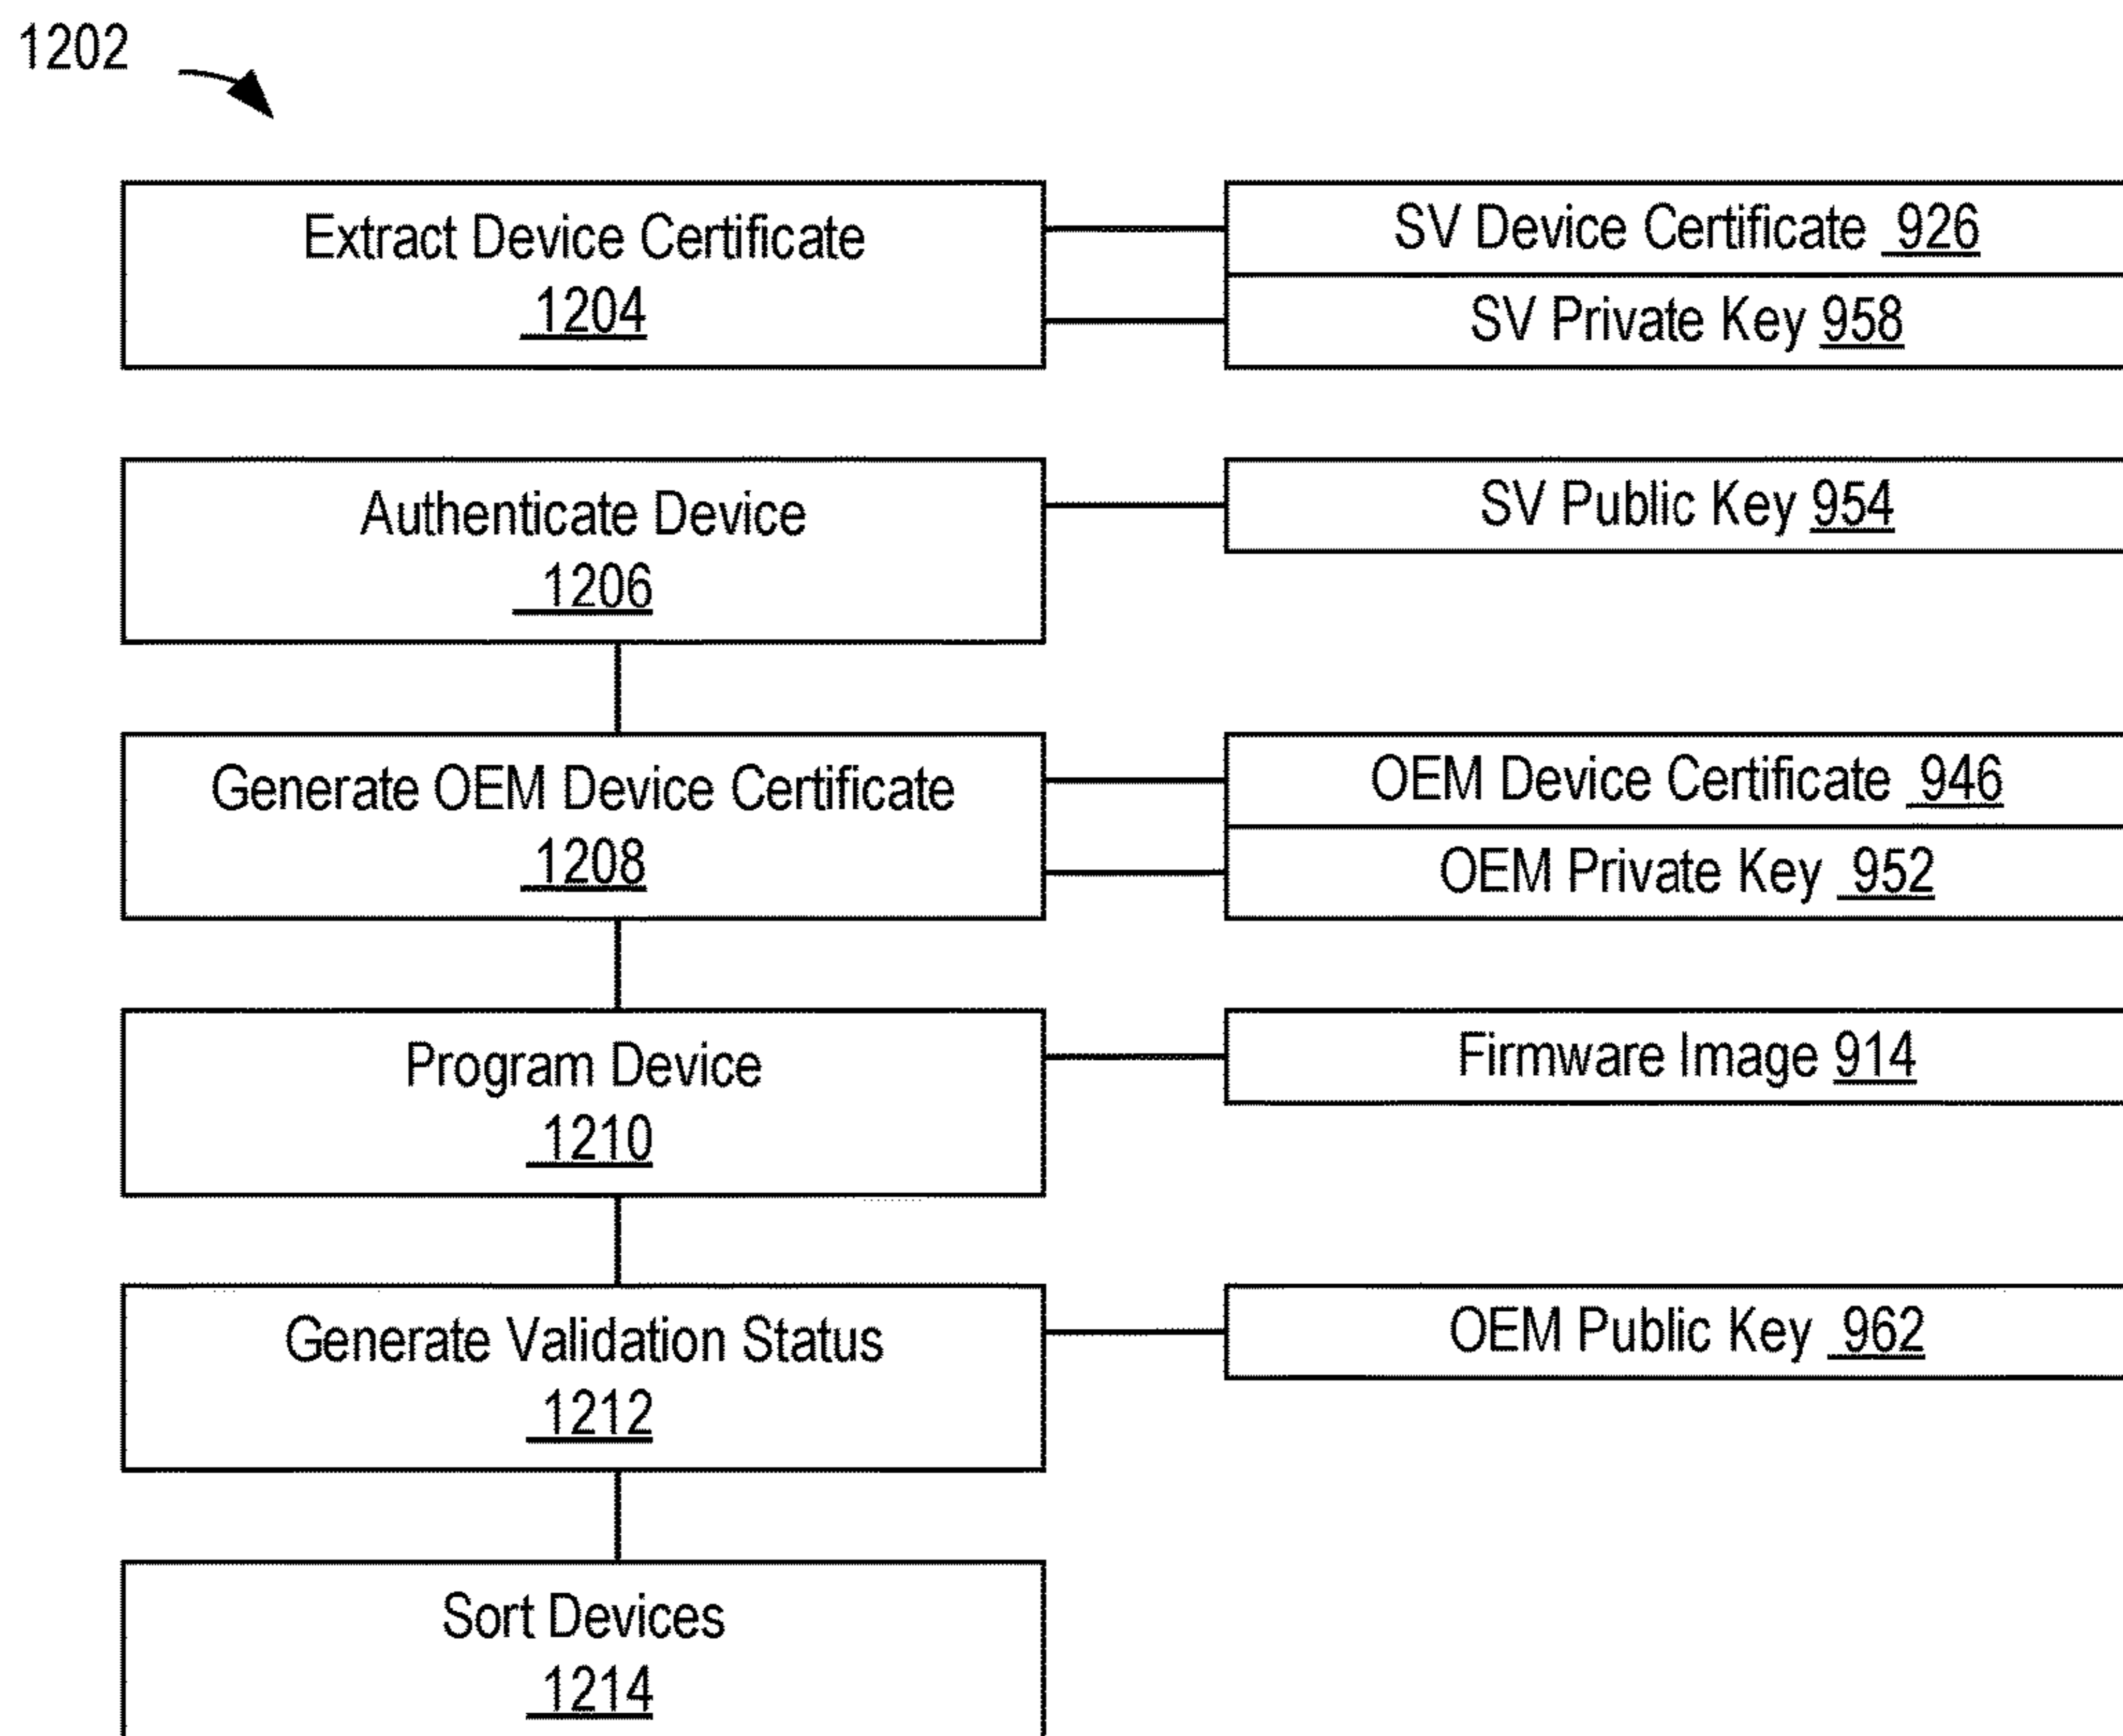 1202
Extract Device Certificate
1204
SV Device Certificate 926
SV Private Key 958
Authenticate Device
1206
SV Public Key 954
Generate OEM Device Certificate
1208
OEM Device Certificate 946
OEM Private Key 952
Program Device
1210
Firmware Image 914
Generate Validation Status
1212
OEM Public Key 962
Sort Devices
1214